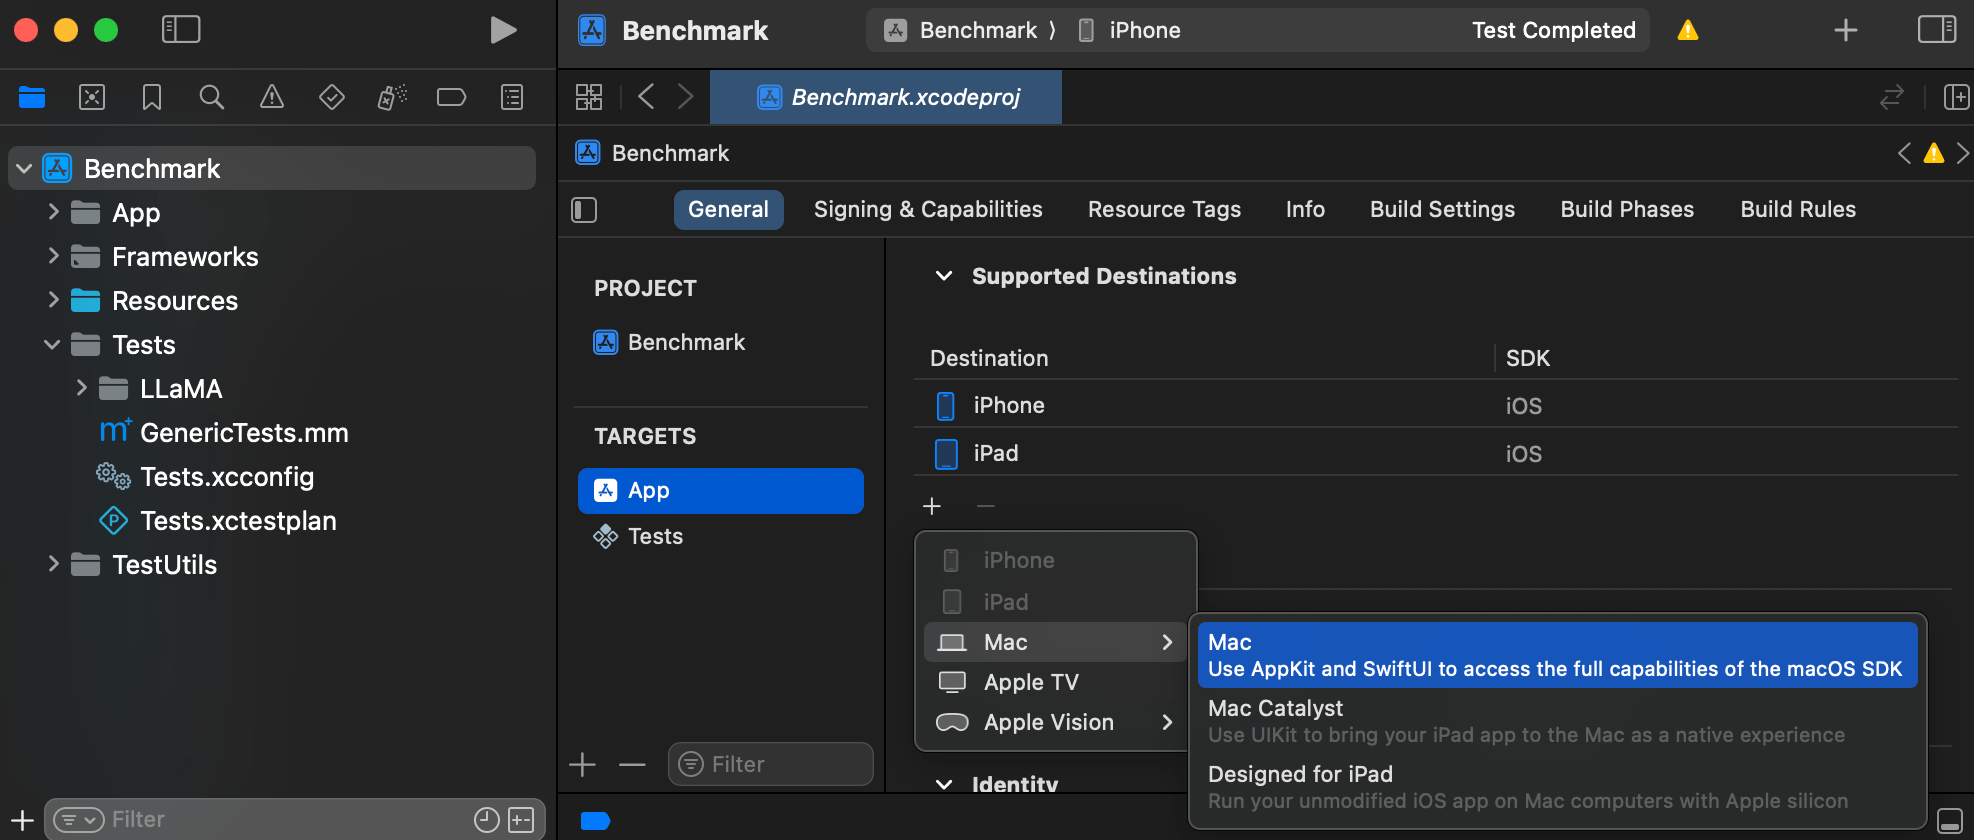 Benchmark
Benchmark ⟩ iPhone
Test Completed
Benchmark.xcodeproj
Benchmark
App
Frameworks
Resources
Tests
LLaMA
GenericTests.mm
Tests.xcconfig
Tests.xctestplan
TestUtils
Filter
Benchmark
General
Signing & Capabilities
Resource Tags
Info
Build Settings
Build Phases
Build Rules
PROJECT
Benchmark
TARGETS
App
Tests
Filter
Supported Destinations
Destination
SDK
iPhone
iOS
iPad
iOS
iPhone
iPad
Mac
Apple TV
Apple Vision
Mac
Use AppKit and SwiftUI to access the full capabilities of the macOS SDK
Mac Catalyst
Use UIKit to bring your iPad app to the Mac as a native experience
Designed for iPad
Run your unmodified iOS app on Mac computers with Apple silicon
Identity